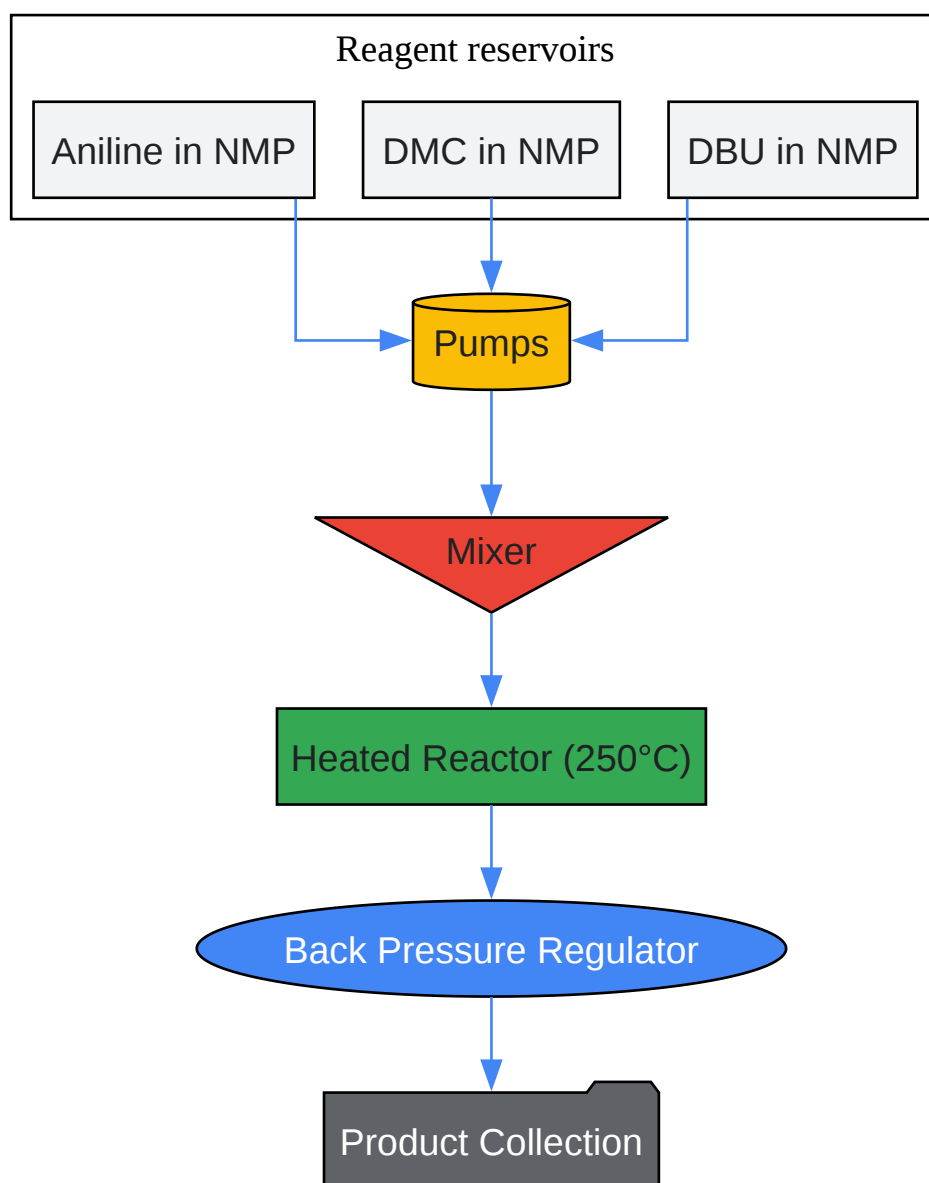 Reagent reservoirs
Aniline in NMP
DMC in NMP
DBU in NMP
Pumps
Mixer
Heated Reactor (250°C)
Back Pressure Regulator
Product Collection